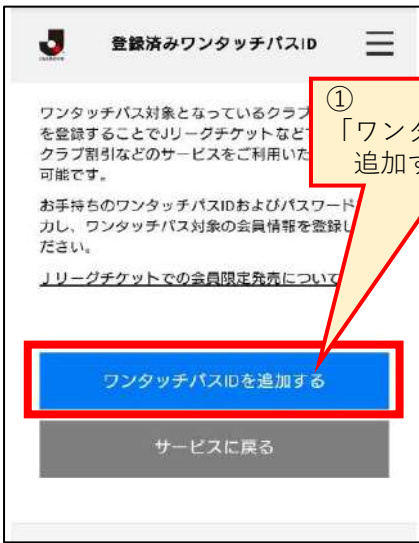 登録済みワンタッチパスID
ワンタッチパス対象となっているクラブ
を登録することでJリーグチケットなどで
クラブ割引などのサービスをご利用いた
可能です。
お手持ちのワンタッチパスIDおよびパスワード
力し、ワンタッチパス対象の会員情報を登録し
ださい。
Jリーグチケットでの会員限定発売について
①
「ワンタ
追加す
ワンタッチパスIDを追加する
サービスに戻る